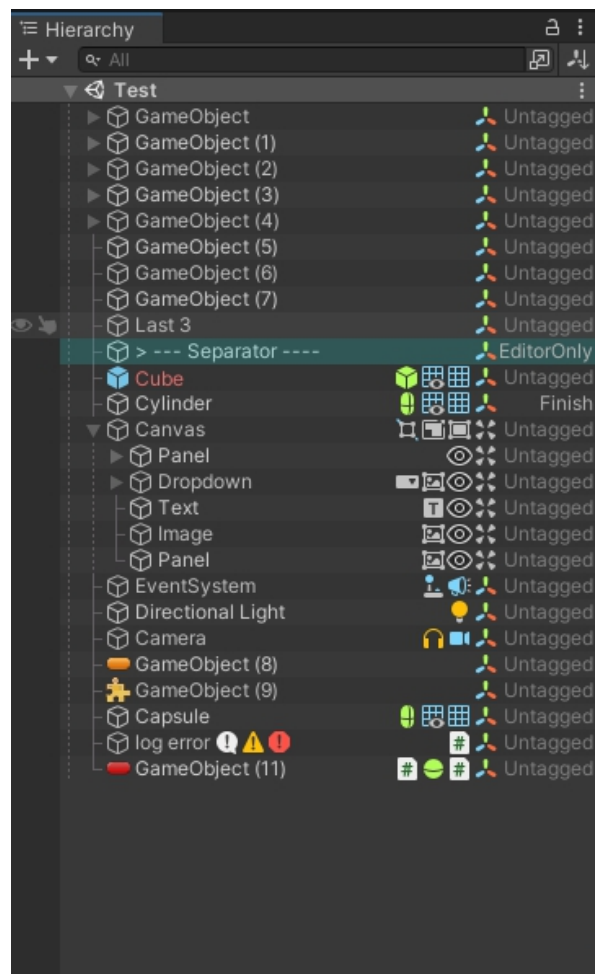 Hierarchy
All
Test
GameObject Untagged
GameObject (1) Untagged
GameObject (2) Untagged
GameObject (3) Untagged
GameObject (4) Untagged
GameObject (5) Untagged
GameObject (6) Untagged
GameObject (7) Untagged
Last 3 Untagged
> --- Separator ---- EditorOnly
Cube Untagged
Cylinder Finish
Canvas Untagged
Panel Untagged
Dropdown Untagged
Text T Untagged
Image Untagged
Panel Untagged
EventSystem Untagged
Directional Light Untagged
Camera Untagged
GameObject (8) Untagged
GameObject (9) Untagged
Capsule Untagged
log error # Untagged
GameObject (11) # # Untagged